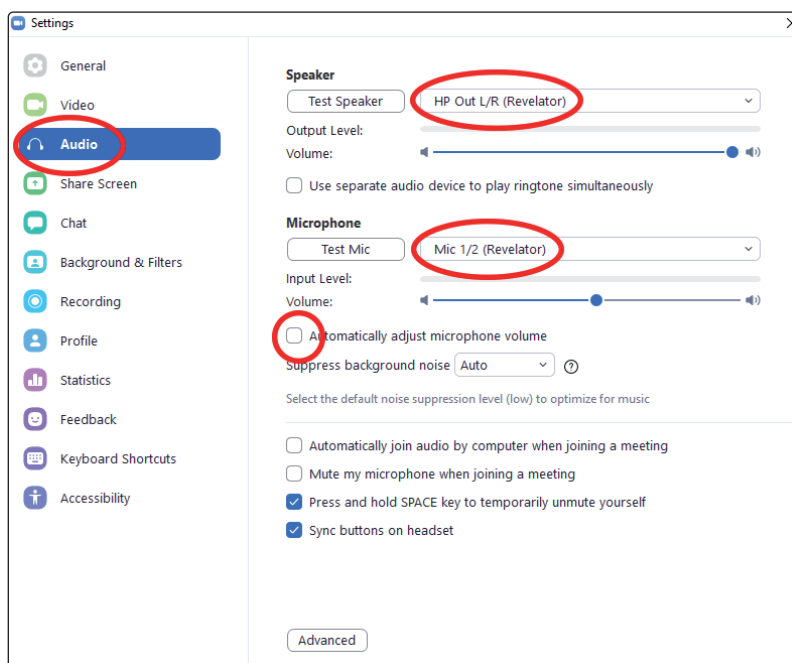 Settings
General
Video
Audio
Share Screen
Chat
Background & Filters
Recording
Profile
Statistics
Feedback
Keyboard Shortcuts
Accessibility
Speaker
Test Speaker HP Out L/R (Revelator)
Output Level:
Volume:
Use separate audio device to play ringtone simultaneously
Microphone
Test Mic Mic 1/2 (Revelator)
Input Level:
Volume:
Automatically adjust microphone volume
Suppress background noise Auto ?
Select the default noise suppression level (low) to optimize for music
Automatically join audio by computer when joining a meeting
Mute my microphone when joining a meeting
Press and hold SPACE key to temporarily unmute yourself
Sync buttons on headset
Advanced